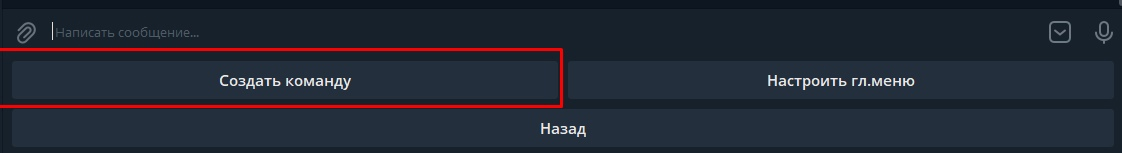 Написать сообщение...
Создать команду
Настроить гл.меню
Назад